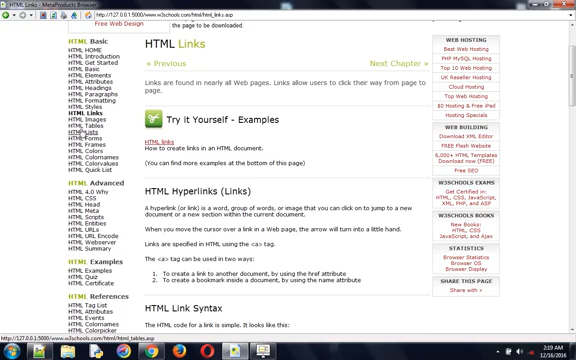 HTML Links - MetaProducts Browser
http://127.0.0.1:5000/www.w3schools.com/html/html_links.asp
Free Web Design
page to be downloaded.
HTML Basic
HTML HOME
HTML Introduction
HTML Get Started
HTML Basic
HTML Elements
HTML Attributes
HTML Headings
HTML Paragraphs
HTML Formatting
HTML Styles
HTML Links
HTML Images
HTML Tables
HTML Lists
HTML Forms
HTML Frames
HTML Colors
HTML Colornames
HTML Colorvalues
HTML Quick List
HTML Advanced
HTML 4.0 Why
HTML CSS
HTML Head
HTML Meta
HTML Scripts
HTML Entities
HTML URLs
HTML URL Encode
HTML Webserver
HTML Summary
HTML Examples
HTML Examples
HTML Quiz
HTML Certificate
HTML References
HTML Tag List
HTML Attributes
HTML Events
HTML Colornames
HTML Colorpicker
HTML Links
« Previous
Next Chapter »
Links are found in nearly all Web pages. Links allow users to click their way from page to
page.
Try it Yourself - Examples
HTML links
How to create links in an HTML document.
(You can find more examples at the bottom of this page)
HTML Hyperlinks (Links)
A hyperlink (or link) is a word, group of words, or image that you can click on to jump to a new
document or a new section within the current document.
When you move the cursor over a link in a Web page, the arrow will turn into a little hand.
Links are specified in HTML using the <a> tag.
The <a> tag can be used in two ways:
1. To create a link to another document, by using the href attribute
2. To create a bookmark inside a document, by using the name attribute
HTML Link Syntax
The HTML code for a link is simple. It looks like this:
WEB HOSTING
Best Web Hosting
PHP MySQL Hosting
Top 10 Web Hosting
UK Reseller Hosting
Cloud Hosting
Top Web Hosting
$0 Hosting & Free iPad
Hosting Specials
WEB BUILDING
Download XML Editor
FREE Flash Website
6,000+ HTML Templates
Download now (FREE)
Free SEO
W3SCHOOLS EXAMS
Get Certified in:
HTML, CSS, JavaScript,
XML, PHP, and ASP
W3SCHOOLS BOOKS
New Books:
HTML, CSS
JavaScript, and Ajax
STATISTICS
Browser Statistics
Browser OS
Browser Display
SHARE THIS PAGE
Share with »
http://127.0.0.1:5000/www.w3schools.com/html/html_tables.asp
2:19 AM
12/16/2016